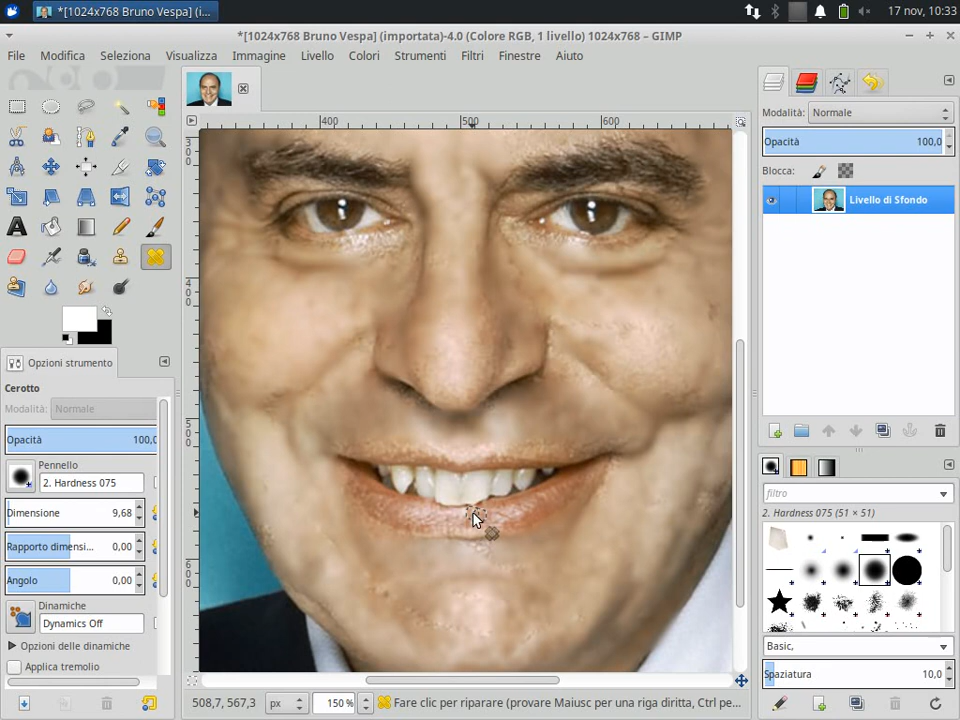 *[1024x768 Bruno Vespa] (i...
17 nov, 10:33
*[1024x768 Bruno Vespa] (importata)-4.0 (Colore RGB, 1 livello) 1024x768 – GIMP
File Modifica Seleziona Visualizza Immagine Livello Colori Strumenti Filtri Finestre Aiuto
400 500 600
300
400
500
600
Opzioni strumento
Cerotto
Modalità: Normale
Opacità 100,0
Pennello
2. Hardness 075
Dimensione 9,68
Rapporto dimensi... 0,00
Angolo 0,00
Dinamiche
Dynamics Off
Opzioni delle dinamiche
Applica tremolio
508,7, 567,3 px 150 % Fare clic per riparare (provare Maiusc per una riga diritta, Ctrl pe...
Modalità: Normale
Opacità 100,0
Blocca:
Livello di Sfondo
filtro
2. Hardness 075 (51 × 51)
Basic,
Spaziatura 10,0